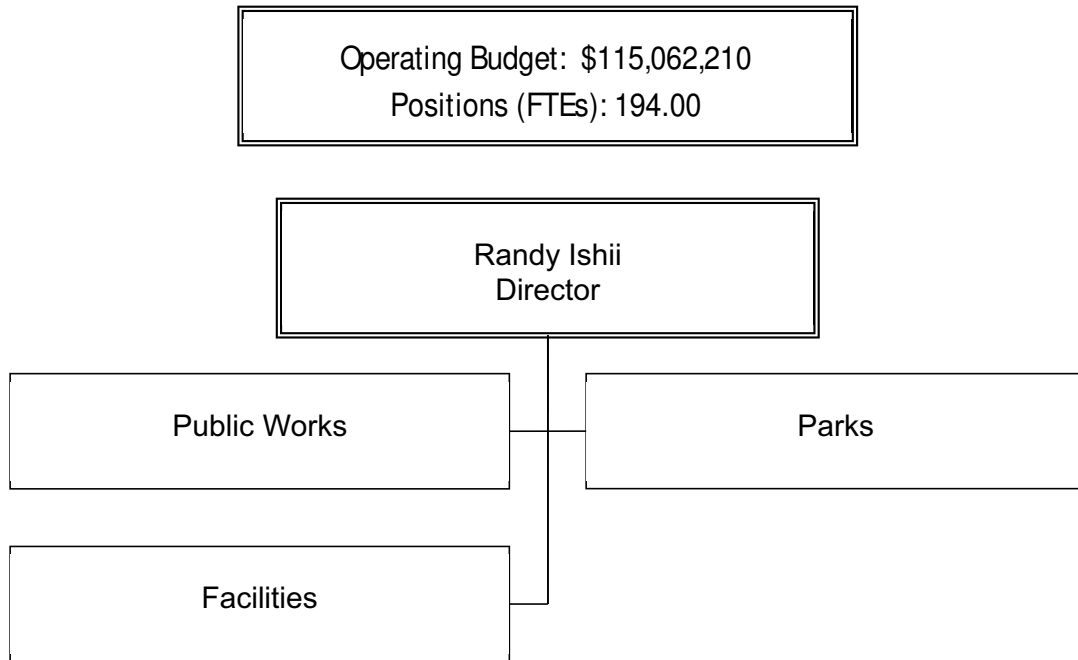 Operating Budget: $115,062,210
Positions (FTEs): 194.00
Randy Ishii
Director
Public Works
Parks
Facilities